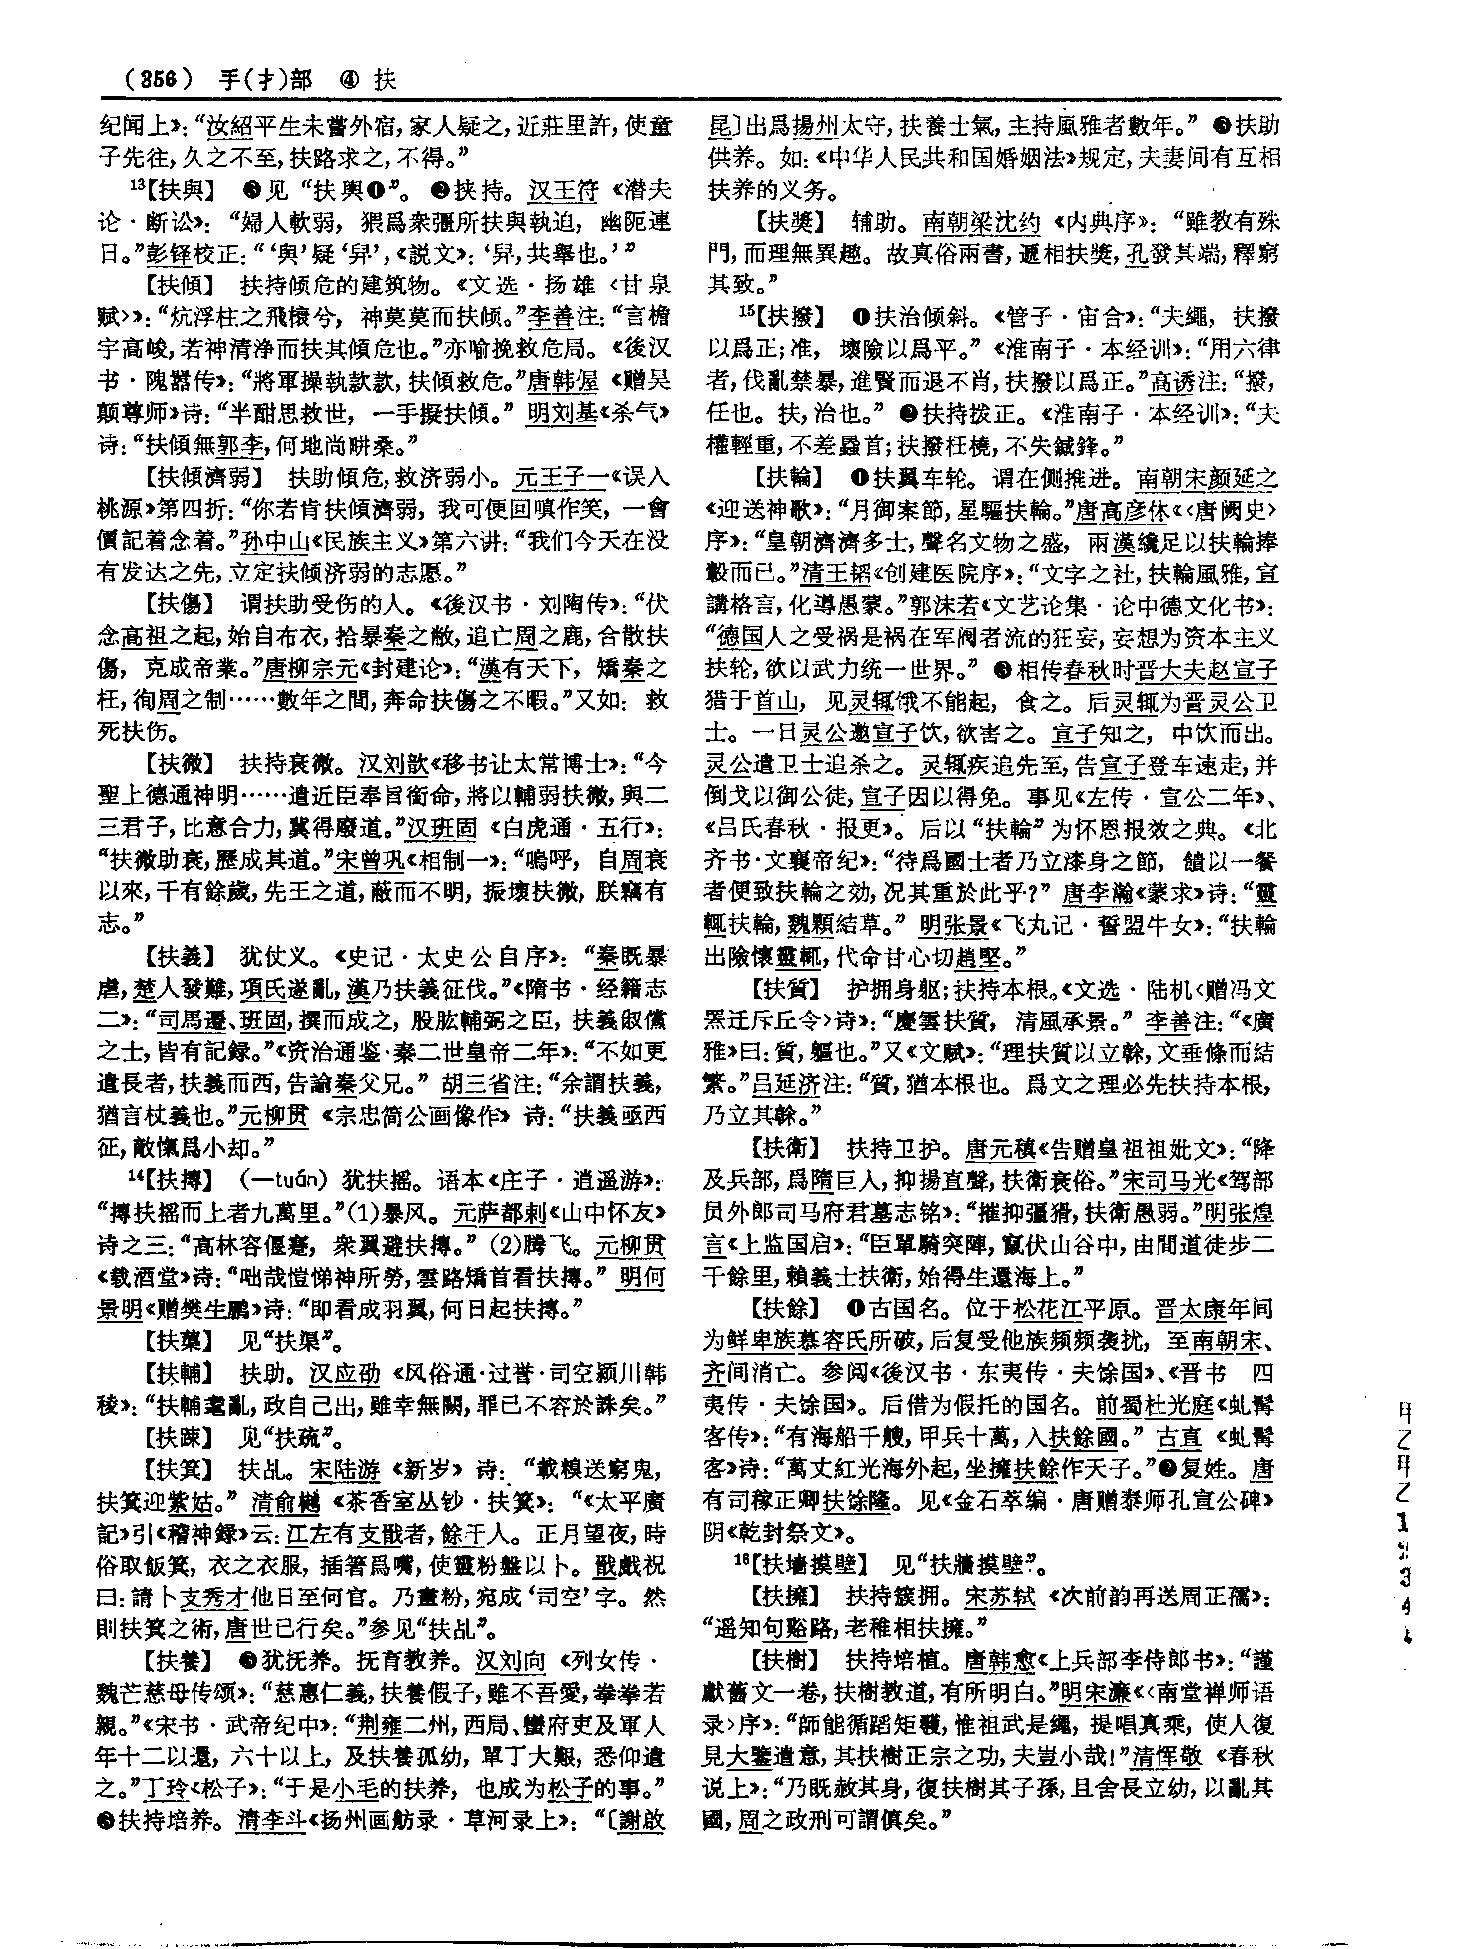 (356) 手(扌)部 ④ 扶
纪闻上》：“汝紹平生未嘗外宿，家人疑之，近莊里許，使童
子先往，久之不至，扶路求之，不得。”
13【扶與】 ❶见“扶舆❶”。 ❷挟持。汉王符《潜夫
论·断讼》：“婦人軟弱，猥爲衆彊所扶與執迫，幽阨連
日。”彭铎校正：“‘與’疑‘舁’，《説文》：‘舁，共舉也。’”
【扶傾】 扶持倾危的建筑物。《文选·扬雄〈甘泉
赋〉》：“炕浮柱之飛榱兮，神莫莫而扶倾。”李善注：“言檐
宇高峻，若神清净而扶其傾危也。”亦喻挽救危局。《後汉
书·隗嚣传》：“將軍操執款款，扶傾救危。”唐韩偓《赠吴
颠尊师》诗：“半酣思救世，一手擬扶傾。” 明刘基《杀气》
诗：“扶傾無郭李，何地尚耕桑。”
【扶傾濟弱】 扶助倾危，救济弱小。元王子一《误入
桃源》第四折：“你若肯扶傾濟弱，我可便回嗔作笑，一會
價記着念着。”孙中山《民族主义》第六讲：“我们今天在没
有发达之先，立定扶倾济弱的志愿。”
【扶傷】 谓扶助受伤的人。《後汉书·刘陶传》：“伏
念高祖之起，始自布衣，拾暴秦之敝，追亡周之鹿，合散扶
傷，克成帝業。”唐柳宗元《封建论》：“漢有天下，矯秦之
枉，徇周之制……數年之間，奔命扶傷之不暇。”又如：救
死扶伤。
【扶微】 扶持衰微。汉刘歆《移书让太常博士》：“今
聖上德通神明……遣近臣奉旨銜命，將以輔弱扶微，與二
三君子，比意合力，冀得廢道。”汉班固《白虎通·五行》：
“扶微助衰，歷成其道。”宋曾巩《相制一》：“嗚呼，自周衰
以來，千有餘歲，先王之道，蔽而不明，振壞扶微，朕竊有
志。”
【扶義】 犹仗义。《史记·太史公自序》：“秦既暴
虐，楚人發難，項氏遂亂，漢乃扶義征伐。”《隋书·经籍志
二》：“司馬遷、班固，撰而成之，股肱輔弼之臣，扶義俶儻
之士，皆有記録。”《资治通鉴·秦二世皇帝二年》：“不如更
遣長者，扶義而西，告諭秦父兄。” 胡三省注：“余謂扶義，
猶言杖義也。”元柳贯《宗忠简公画像作》诗：“扶義亟西
征，敵愾爲小却。”
14【扶摶】 （—tuán）犹扶摇。语本《庄子·逍遥游》：
“摶扶摇而上者九萬里。”(1)暴风。元萨都剌《山中怀友》
诗之三：“高林容偃蹇，衆翼避扶摶。” (2)腾飞。元柳贯
《载酒堂》诗：“咄哉愷悌神所勞，雲路矯首看扶摶。” 明何
景明《赠樊生鹏》诗：“即看成羽翼，何日起扶摶。”
【扶蕖】 见“扶渠”。
【扶輔】 扶助。汉应劭《风俗通·过誉·司空颍川韩
稜》：“扶輔耄亂，政自己出，雖幸無闕，罪已不容於誅矣。”
【扶踈】 见“扶疏”。
【扶箕】 扶乩。宋陆游《新岁》诗：“載糗送窮鬼，
扶箕迎紫姑。” 清俞樾《茶香室丛钞·扶箕》：“《太平廣
記》引《稽神録》云：江左有支戬者，餘干人。正月望夜，時
俗取飯箕，衣之衣服，插箸爲嘴，使靈粉盤以卜。戬戲祝
曰：請卜支秀才他日至何官。乃畫粉，宛成‘司空’字。然
則扶箕之術，唐世已行矣。”参见“扶乩”。
【扶養】 ❶犹抚养。抚育教养。汉刘向《列女传·
魏芒慈母传颂》：“慈惠仁義，扶養假子，雖不吾愛，拳拳若
親。”《宋书·武帝纪中》：“荆雍二州，西局、蠻府吏及軍人
年十二以還，六十以上，及扶養孤幼，單丁大艱，悉仰遣
之。”丁玲《松子》：“于是小毛的扶养，也成为松子的事。”
❷扶持培养。清李斗《扬州画舫录·草河录上》：“〔謝啟
昆〕出爲揚州太守，扶養士氣，主持風雅者數年。” ❸扶助
供养。如：《中华人民共和国婚姻法》规定，夫妻间有互相
扶养的义务。
【扶獎】 辅助。南朝梁沈约《内典序》：“雖教有殊
門，而理無異趣。故真俗兩書，遞相扶獎，孔發其端，釋窮
其致。”
15【扶撥】 ❶扶治倾斜。《管子·宙合》：“夫繩，扶撥
以爲正；准，壞險以爲平。”《淮南子·本经训》：“用六律
者，伐亂禁暴，進賢而退不肖，扶撥以爲正。”高诱注：“撥，
任也。扶，治也。” ❷扶持拨正。《淮南子·本经训》：“夫
權輕重，不差蝨首；扶撥枉橈，不失鍼鋒。”
【扶輪】 ❶扶翼车轮。谓在侧推进。南朝宋颜延之
《迎送神歌》：“月御案節，星驅扶輪。”唐高彦休《〈唐阙史〉
序》：“皇朝濟濟多士，聲名文物之盛，兩漢纔足以扶輪捧
轂而已。”清王韬《创建医院序》：“文字之社，扶輪風雅，宣
講格言，化導愚蒙。”郭沫若《文艺论集·论中德文化书》：
“德国人之受祸是祸在军阀者流的狂妄，妄想为资本主义
扶轮，欲以武力统一世界。” ❷相传春秋时晋大夫赵宣子
猎于首山，见灵辄饿不能起，食之。后灵辄为晋灵公卫
士。一日灵公邀宣子饮，欲害之。宣子知之，中饮而出。
灵公遣卫士追杀之。灵辄疾追先至，告宣子登车速走，并
倒戈以御公徒，宣子因以得免。事见《左传·宣公二年》、
《吕氏春秋·报更》。后以“扶輪”为怀恩报效之典。《北
齐书·文襄帝纪》：“待爲國士者乃立漆身之節，饋以一餐
者便致扶輪之効，况其重於此乎？” 唐李瀚《蒙求》诗：“靈
輒扶輪，魏顆結草。” 明张景《飞丸记·誓盟牛女》：“扶輪
出險懷靈輒，代命甘心切趙堅。”
【扶質】 护拥身躯；扶持本根。《文选·陆机〈赠冯文
罴迁斥丘令〉诗》：“慶雲扶質，清風承景。” 李善注：“《廣
雅》曰：質，軀也。”又《文赋》：“理扶質以立榦，文垂條而結
繁。”吕延济注：“質，猶本根也。爲文之理必先扶持本根，
乃立其榦。”
【扶衛】 扶持卫护。唐元稹《告赠皇祖祖妣文》：“降
及兵部，爲隋巨人，抑揚直聲，扶衛衰俗。”宋司马光《驾部
员外郎司马府君墓志铭》：“摧抑彊猾，扶衛愚弱。”明张煌
言《上监国启》：“臣單騎突陣，竄伏山谷中，由間道徒步二
千餘里，賴義士扶衛，始得生還海上。”
【扶餘】 ❶古国名。位于松花江平原。晋太康年间
为鲜卑族慕容氏所破，后复受他族频频袭扰，至南朝宋、
齐间消亡。参阅《後汉书·东夷传·夫馀国》、《晋书 四
夷传·夫馀国》。后借为假托的国名。前蜀杜光庭《虬髯
客传》：“有海船千艘，甲兵十萬，入扶餘國。” 古直《虬髯
客》诗：“萬丈紅光海外起，坐擁扶餘作天子。”❷复姓。唐
有司稼正卿扶馀隆。见《金石萃编·唐赠泰师孔宣公碑》
阴《乾封祭文》。
16【扶墙摸壁】 见“扶牆摸壁”。
【扶擁】 扶持簇拥。宋苏轼《次前韵再送周正孺》：
“遥知句谿路，老稚相扶擁。”
【扶樹】 扶持培植。唐韩愈《上兵部李侍郎书》：“謹
獻舊文一卷，扶樹教道，有所明白。”明宋濂《〈南堂禅师语
录〉序》：“師能循蹈矩矱，惟祖武是繩，提唱真乘，使人復
見大鑒遺意，其扶樹正宗之功，夫豈小哉！”清恽敬《春秋
说上》：“乃既赦其身，復扶樹其子孫，且舍長立幼，以亂其
國，周之政刑可謂傎矣。”